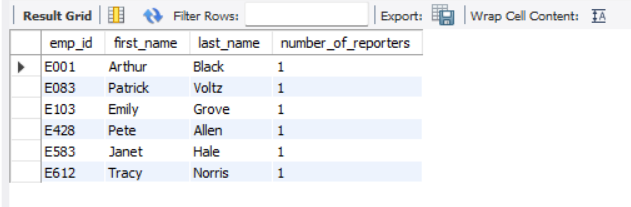 Result Grid Filter Rows: Export: Wrap Cell Content: IA
emp_id first_name last_name number_of_reporters
E001 Arthur Black 1
E083 Patrick Voltz 1
E103 Emily Grove 1
E428 Pete Allen 1
E583 Janet Hale 1
E612 Tracy Norris 1